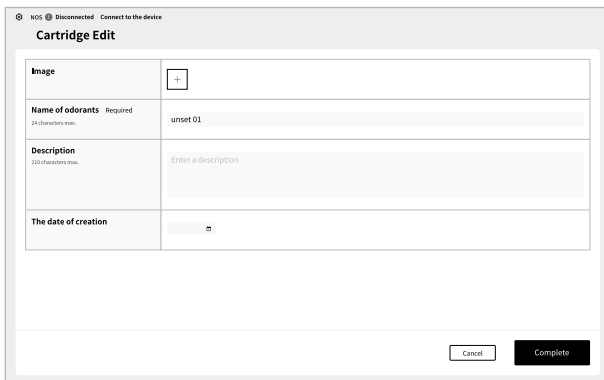 NOS Disconnected Connect to the device
Cartridge Edit
Image
+
Name of odorants Required
24 characters max.
unset 01
Description
210 characters max.
Enter a description
The date of creation
Cancel
Complete